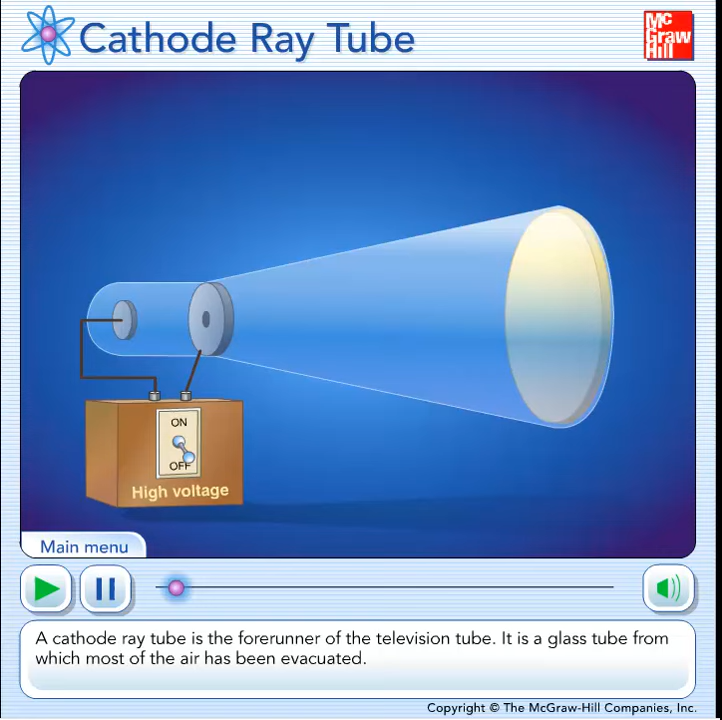 Cathode Ray Tube
Mc
Graw
Hill
ON
OFF
High voltage
Main menu
A cathode ray tube is the forerunner of the television tube. It is a glass tube from
which most of the air has been evacuated.
Copyright © The McGraw-Hill Companies, Inc.